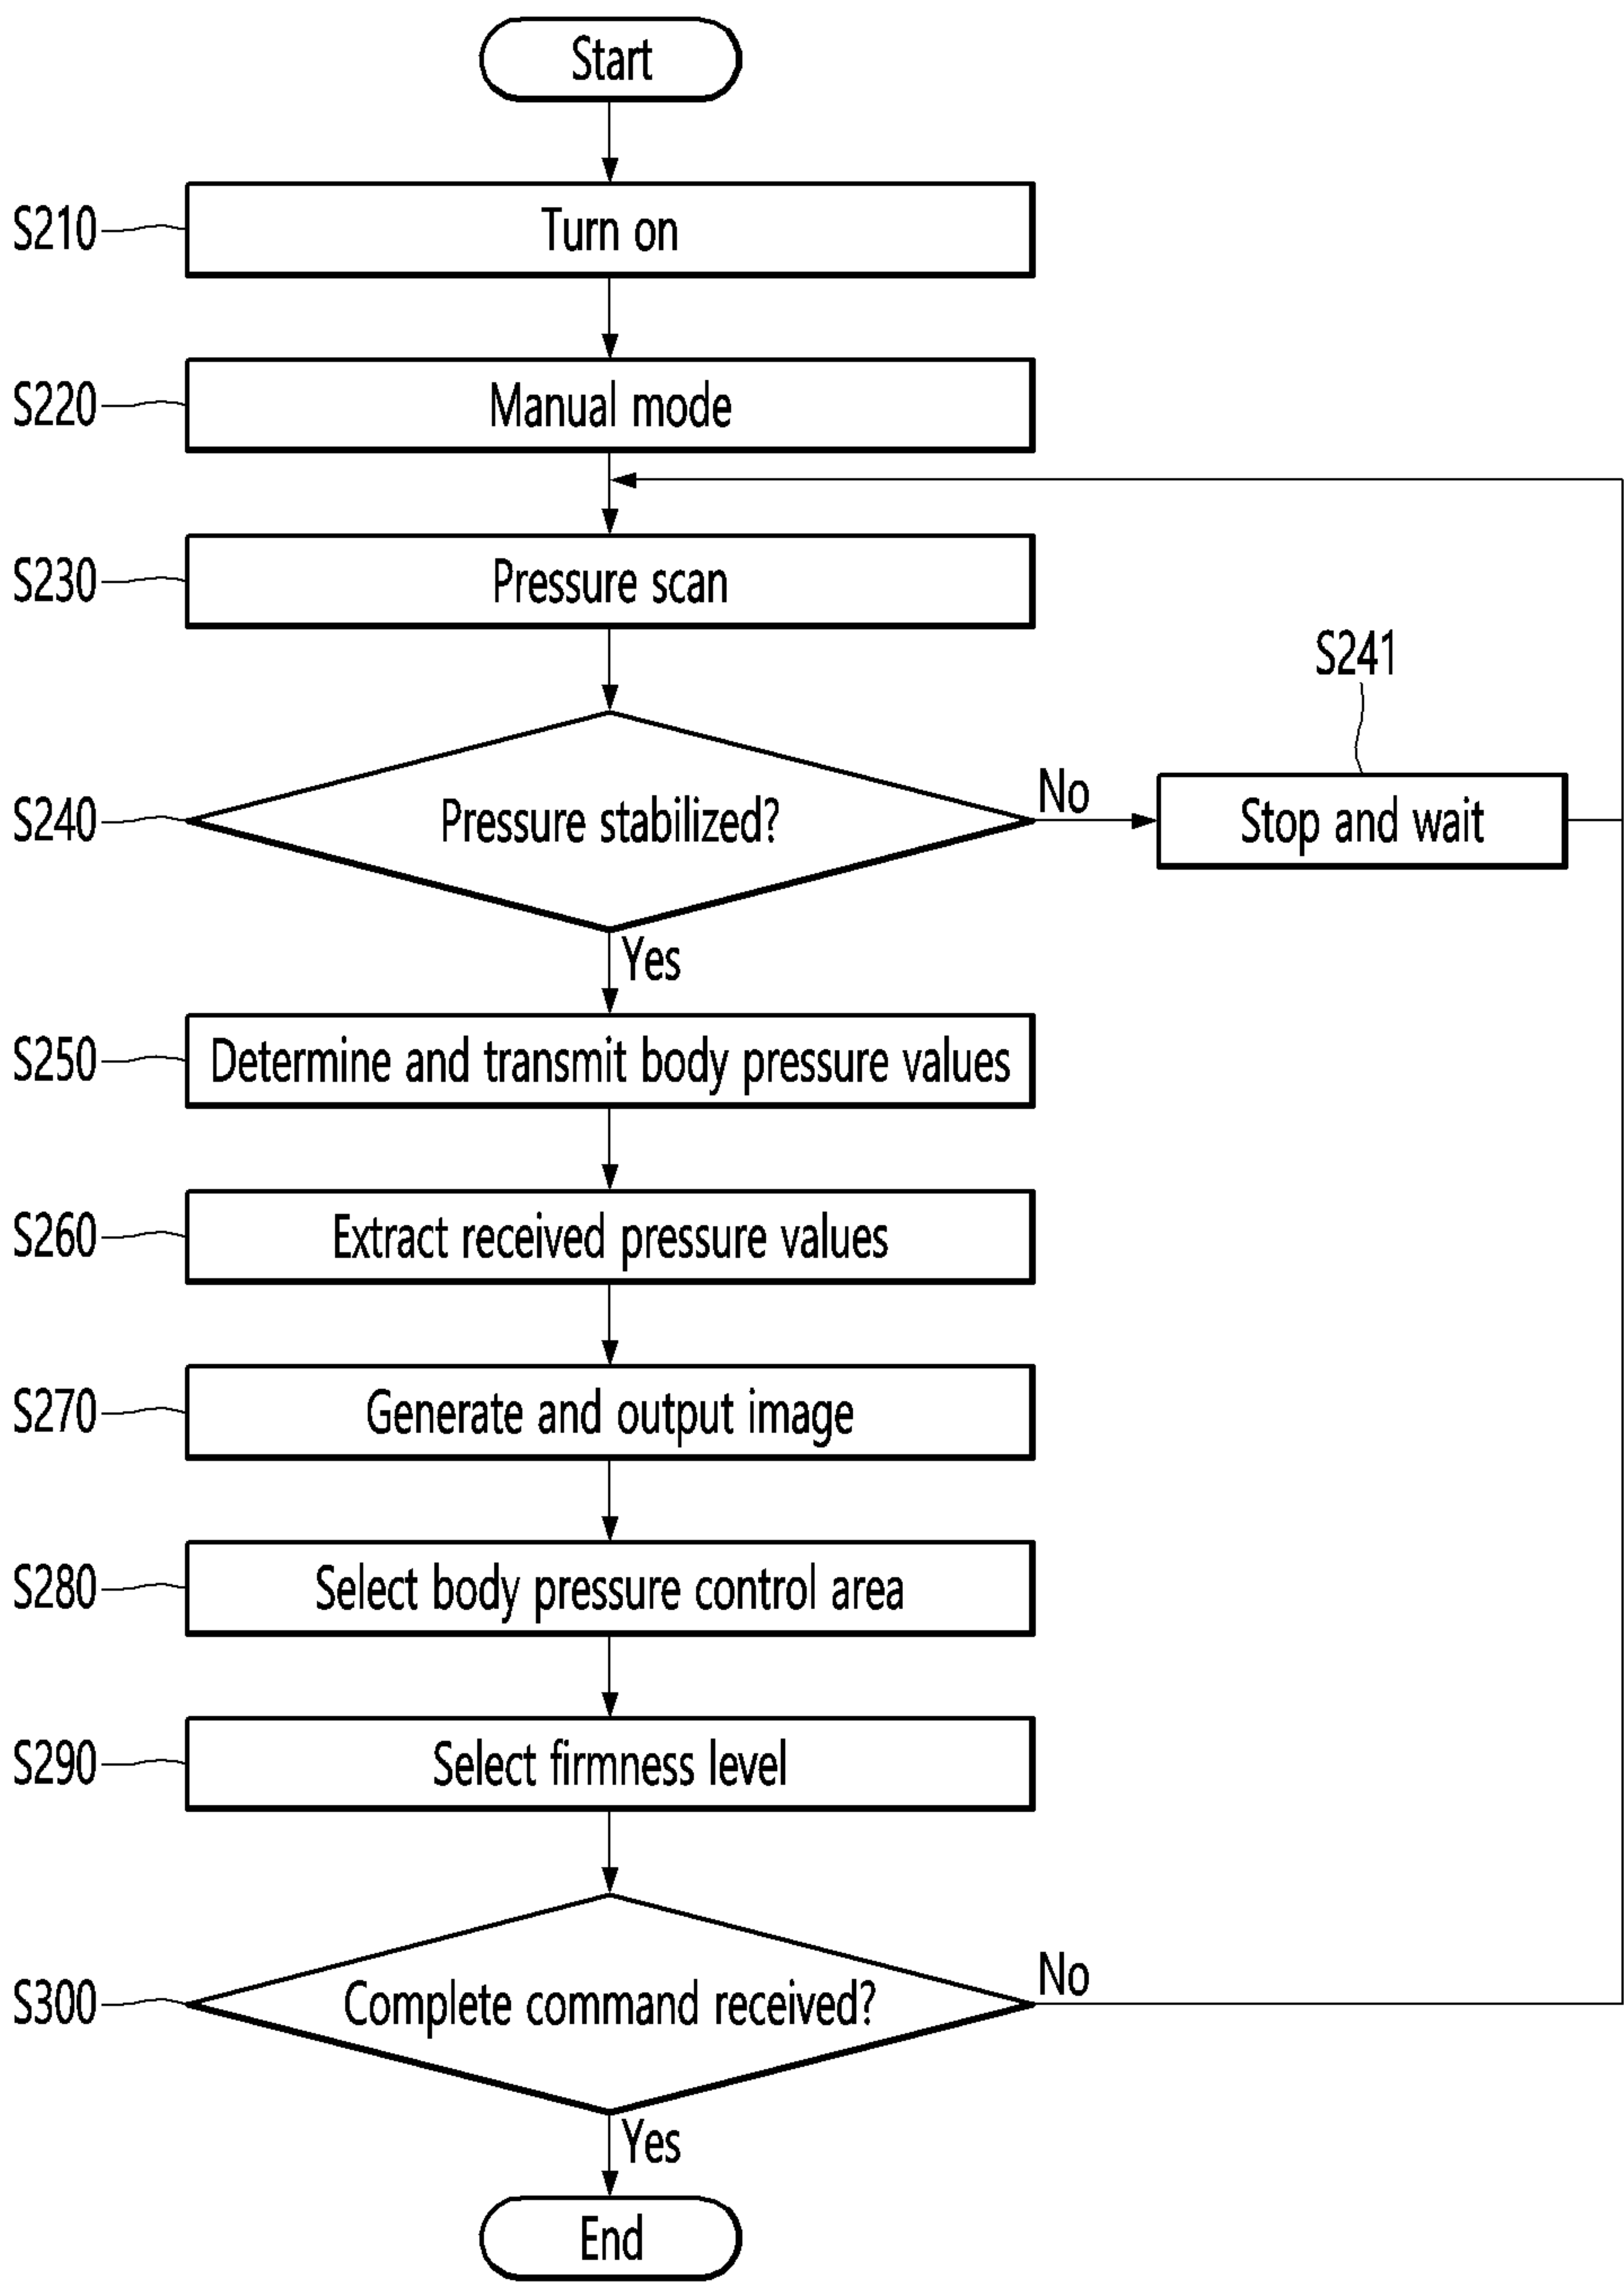 Start
S210
Turn on
S220
Manual mode
S230
Pressure scan
S241
S240
Pressure stabilized?
No
Stop and wait
Yes
S250
Determine and transmit body pressure values
S260
Extract received pressure values
S270
Generate and output image
S280
Select body pressure control area
S290
Select firmness level
S300
Complete command received?
No
Yes
End